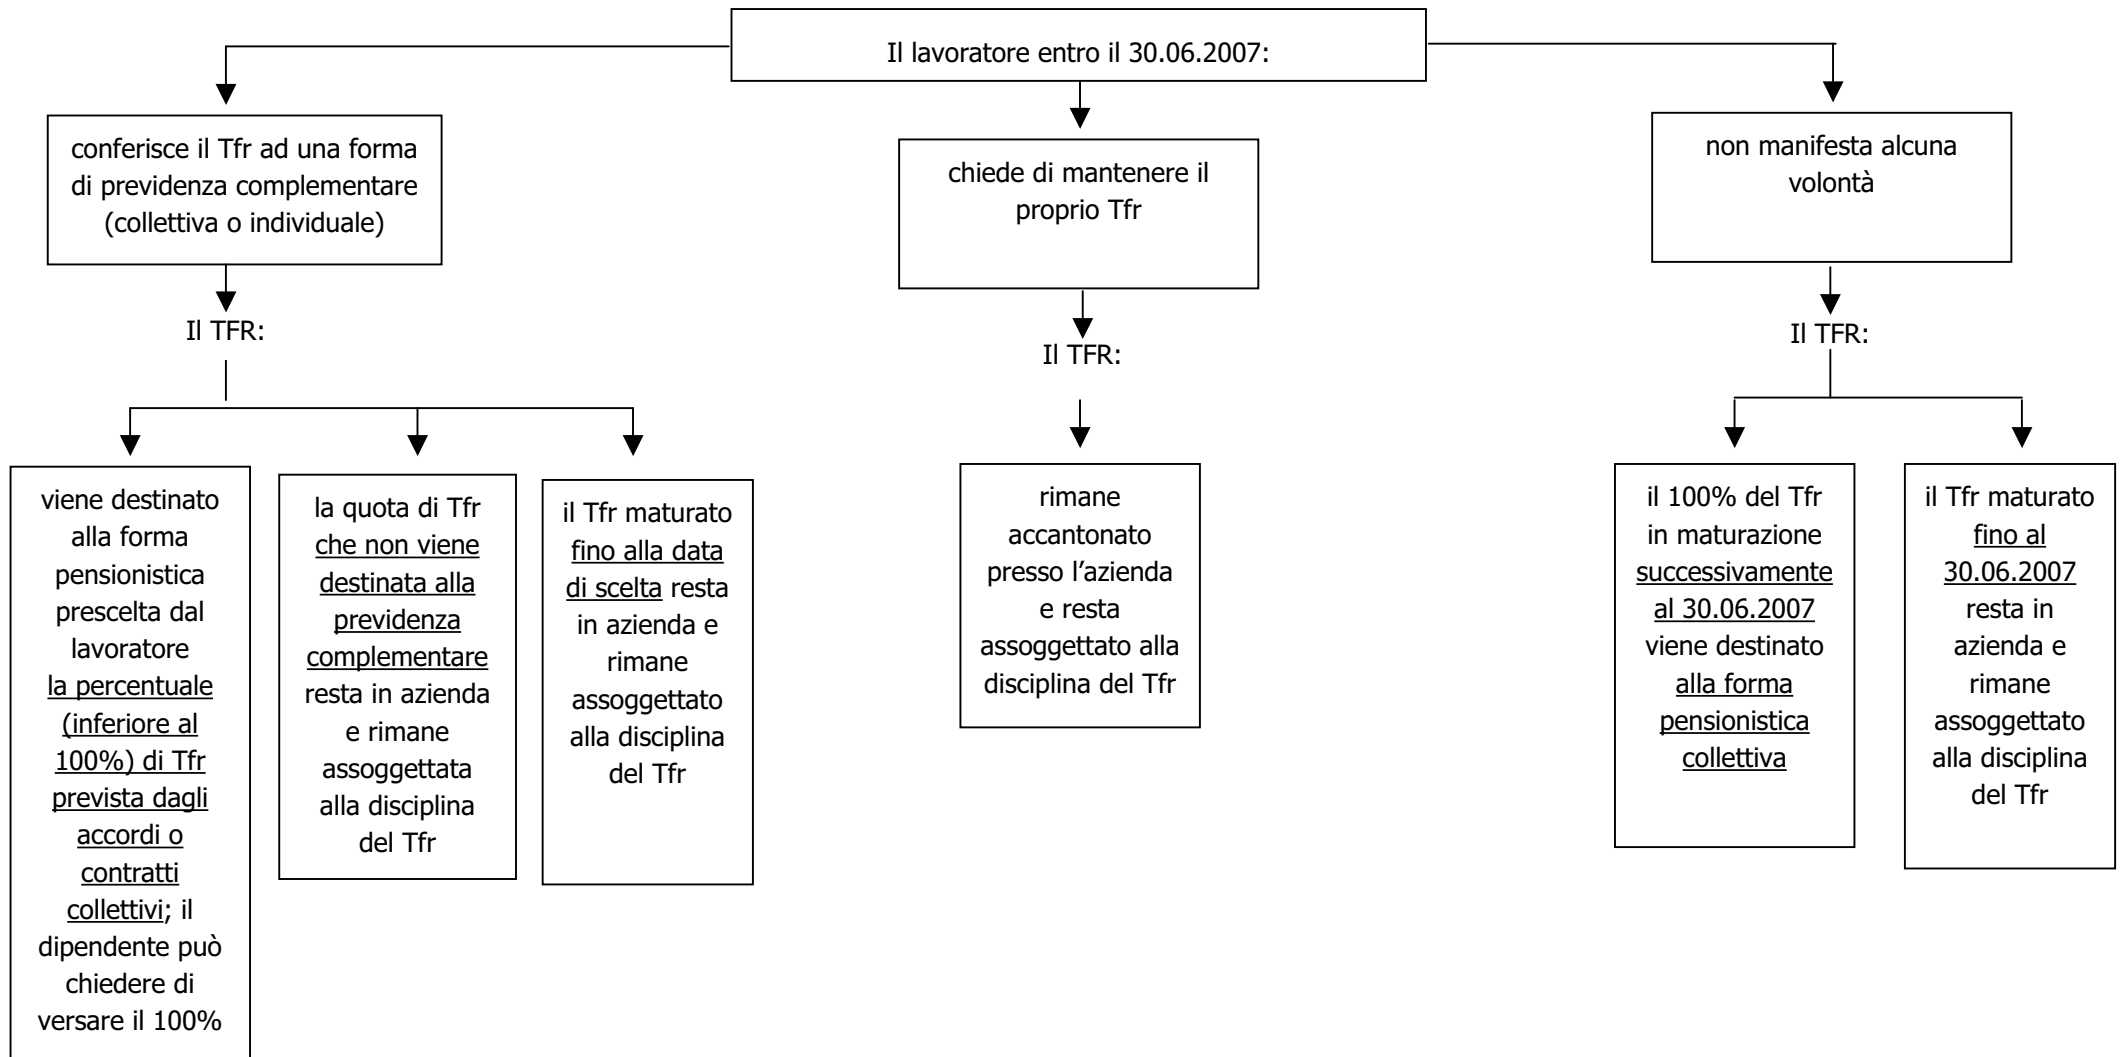 Il lavoratore entro il 30.06.2007:
conferisce il Tfr ad una forma
di previdenza complementare
(collettiva o individuale)
chiede di mantenere il
proprio Tfr
non manifesta alcuna
volontà
Il TFR:
Il TFR:
Il TFR:
viene destinato
alla forma
pensionistica
prescelta dal
lavoratore
la percentuale
(inferiore al
100%) di Tfr
prevista dagli
accordi o
contratti
collettivi; il
dipendente può
chiedere di
versare il 100%
la quota di Tfr
che non viene
destinata alla
previdenza
complementare
resta in azienda
e rimane
assoggettata
alla disciplina
del Tfr
il Tfr maturato
fino alla data
di scelta resta
in azienda e
rimane
assoggettato
alla disciplina
del Tfr
rimane
accantonato
presso l’azienda
e resta
assoggettato alla
disciplina del Tfr
il 100% del Tfr
in maturazione
successivamente
al 30.06.2007
viene destinato
alla forma
pensionistica
collettiva
il Tfr maturato
fino al
30.06.2007
resta in
azienda e
rimane
assoggettato
alla disciplina
del Tfr